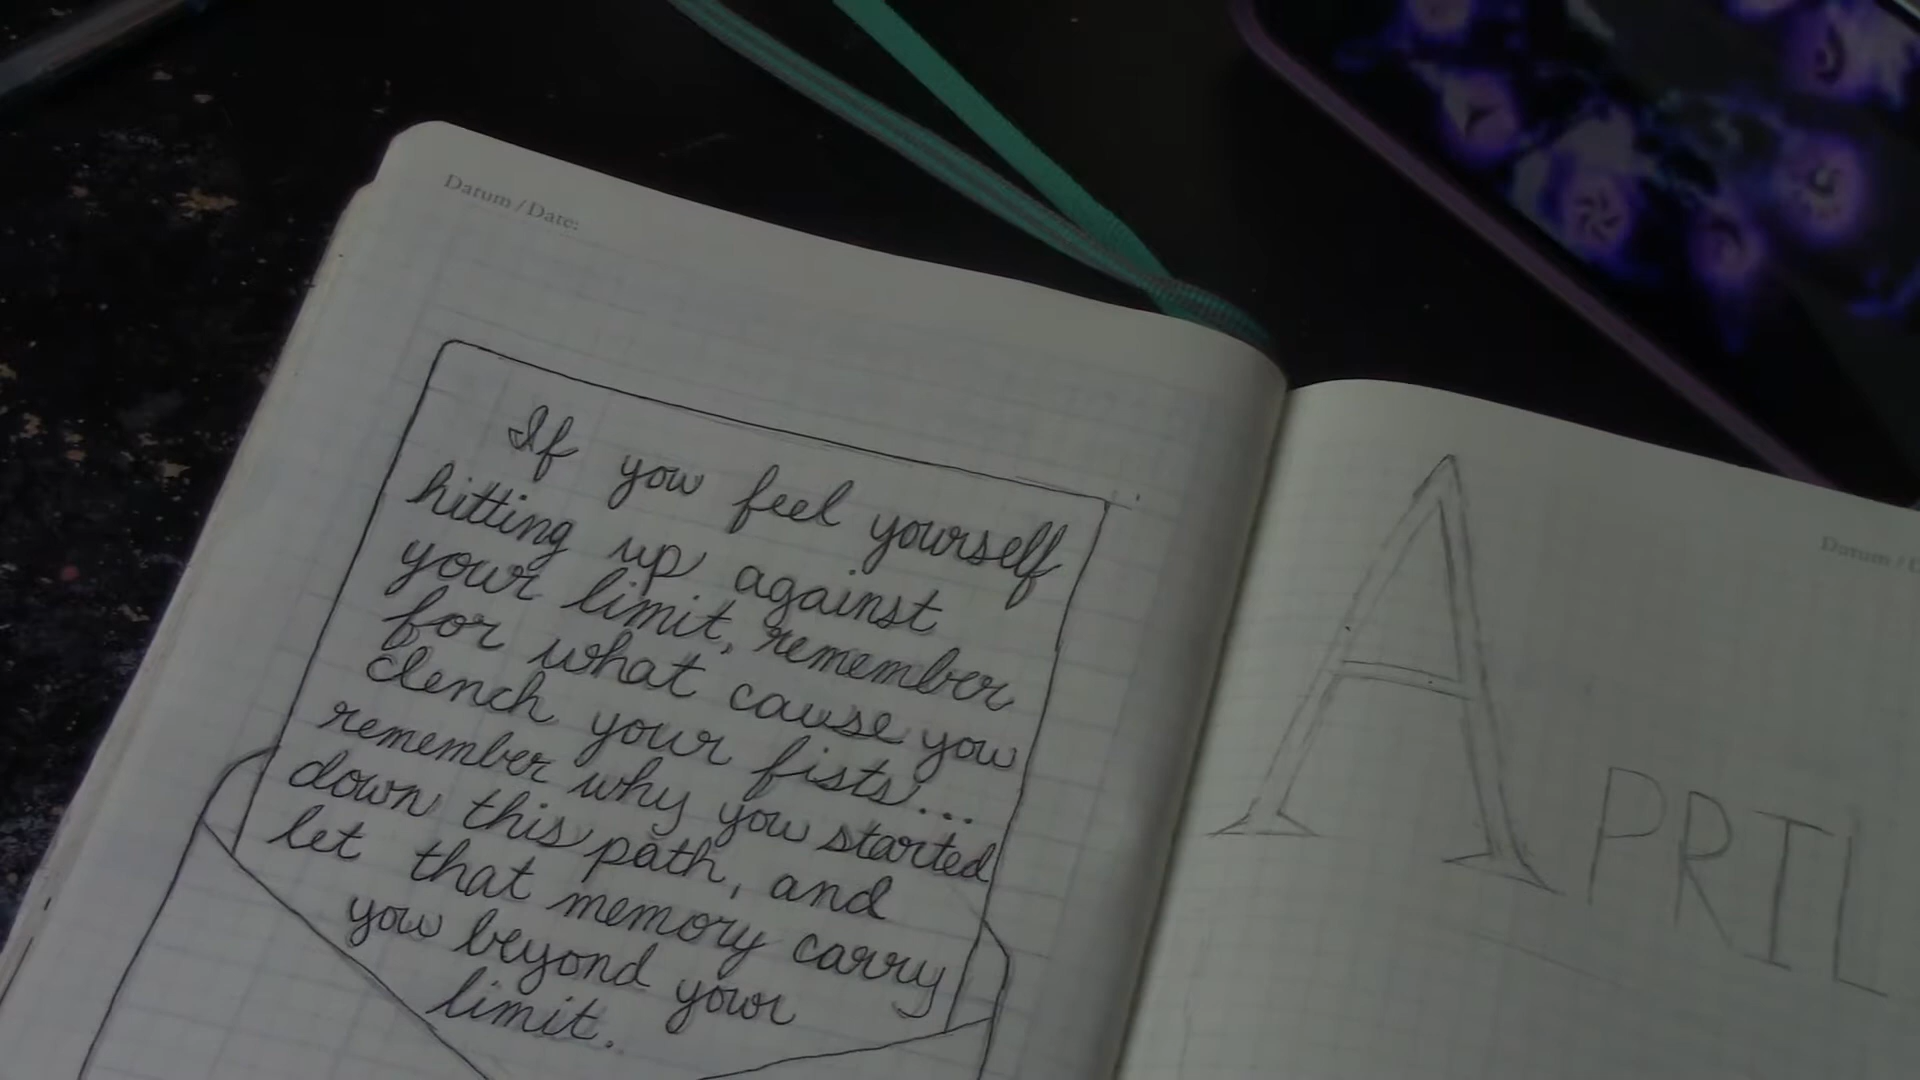 Datum / Date:
If you feel yourself
hitting up against
your limit, remember
for what cause you
clench your fists...
remember why you started
down this path, and
let that memory carry
you beyond your
limit.
Datum / D
APRIL